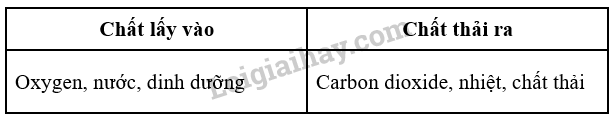 Chất lấy vào
Chất thải ra
Oxygen, nước, dinh dưỡng
Carbon dioxide, nhiệt, chất thải
Loigiaihay.com